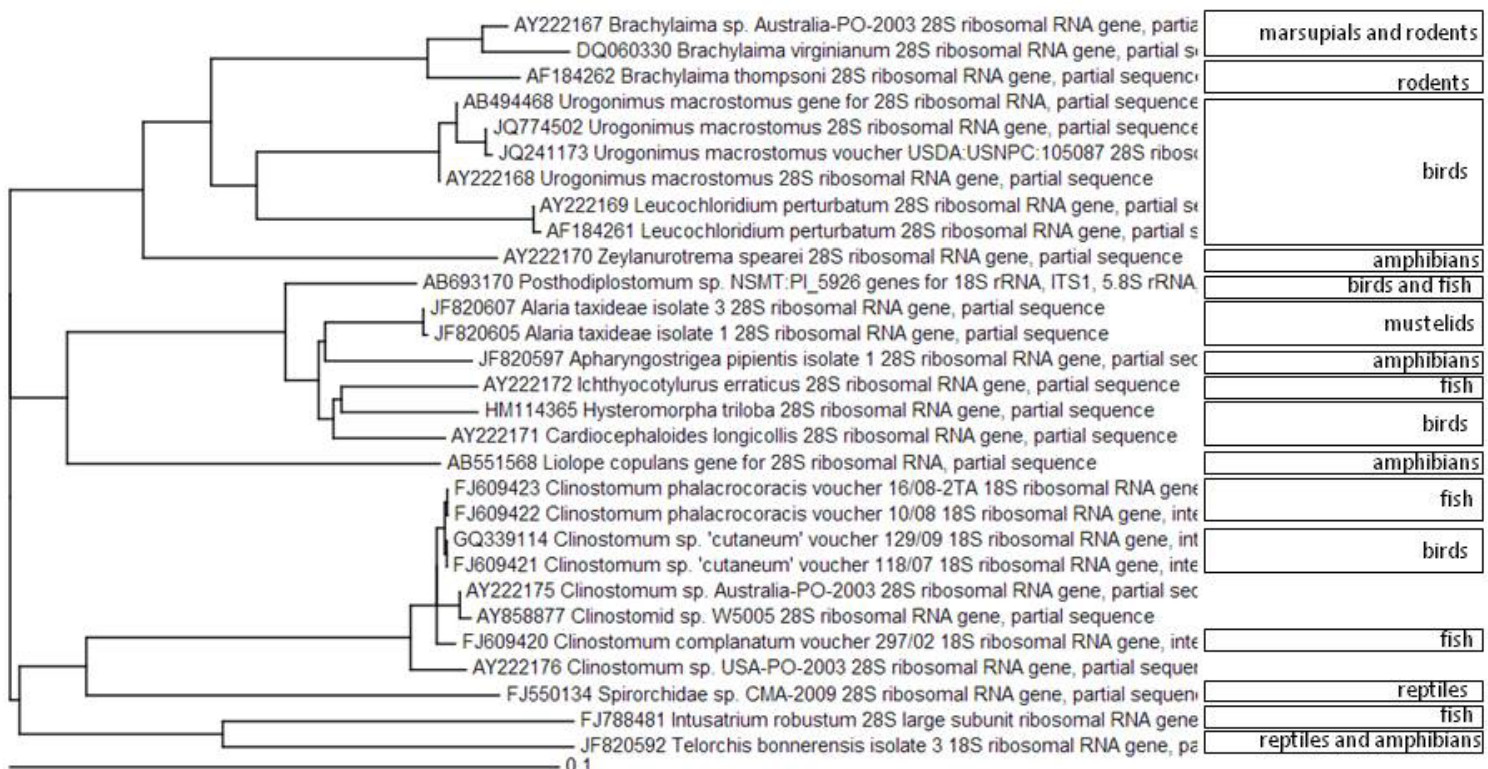 AY222167 Brachylaima sp. Australia-PO-2003 28S ribosomal RNA gene, partia
marsupials and rodents
DQ060330 Brachylaima virginianum 28S ribosomal RNA gene, partial s
AF184262 Brachylaima thompsoni 28S ribosomal RNA gene, partial sequenc
rodents
AB494468 Urogonimus macrostomus gene for 28S ribosomal RNA, partial sequence
JQ774502 Urogonimus macrostomus 28S ribosomal RNA gene, partial sequence
JQ241173 Urogonimus macrostomus voucher USDA:USNPC:105087 28S ribos
birds
AY222168 Urogonimus macrostomus 28S ribosomal RNA gene, partial sequence
AY222169 Leucochloridium perturbatum 28S ribosomal RNA gene, partial s
AF184261 Leucochloridium perturbatum 28S ribosomal RNA gene, partial s
AY222170 Zeylanurotrema spearei 28S ribosomal RNA gene, partial sequence
amphibians
AB693170 Posthodiplostomum sp. NSMT:Pl_5926 genes for 18S rRNA, ITS1, 5.8S rRNA,
birds and fish
JF820607 Alaria taxideae isolate 3 28S ribosomal RNA gene, partial sequence
mustelids
JF820605 Alaria taxideae isolate 1 28S ribosomal RNA gene, partial sequence
JF820597 Apharyngostrigea pipientis isolate 1 28S ribosomal RNA gene, partial sec
amphibians
AY222172 Ichthyocotylurus erraticus 28S ribosomal RNA gene, partial sequence
fish
HM114365 Hysteromorpha triloba 28S ribosomal RNA gene, partial sequence
birds
AY222171 Cardiocephaloides longicollis 28S ribosomal RNA gene, partial sequence
AB551568 Liolope copulans gene for 28S ribosomal RNA, partial sequence
amphibians
FJ609423 Clinostomum phalacrocoracis voucher 16/08-2TA 18S ribosomal RNA gene
fish
FJ609422 Clinostomum phalacrocoracis voucher 10/08 18S ribosomal RNA gene, inte
GQ339114 Clinostomum sp. 'cutaneum' voucher 129/09 18S ribosomal RNA gene, int
birds
FJ609421 Clinostomum sp. 'cutaneum' voucher 118/07 18S ribosomal RNA gene, inte
AY222175 Clinostomum sp. Australia-PO-2003 28S ribosomal RNA gene, partial sec
AY858877 Clinostomid sp. W5005 28S ribosomal RNA gene, partial sequence
FJ609420 Clinostomum complanatum voucher 297/02 18S ribosomal RNA gene, inte
fish
AY222176 Clinostomum sp. USA-PO-2003 28S ribosomal RNA gene, partial sequer
FJ550134 Spirorchidae sp. CMA-2009 28S ribosomal RNA gene, partial sequen
reptiles
FJ788481 Intusatrium robustum 28S large subunit ribosomal RNA gene
fish
JF820592 Telorchis bonnerensis isolate 3 18S ribosomal RNA gene, pa
reptiles and amphibians
0.1